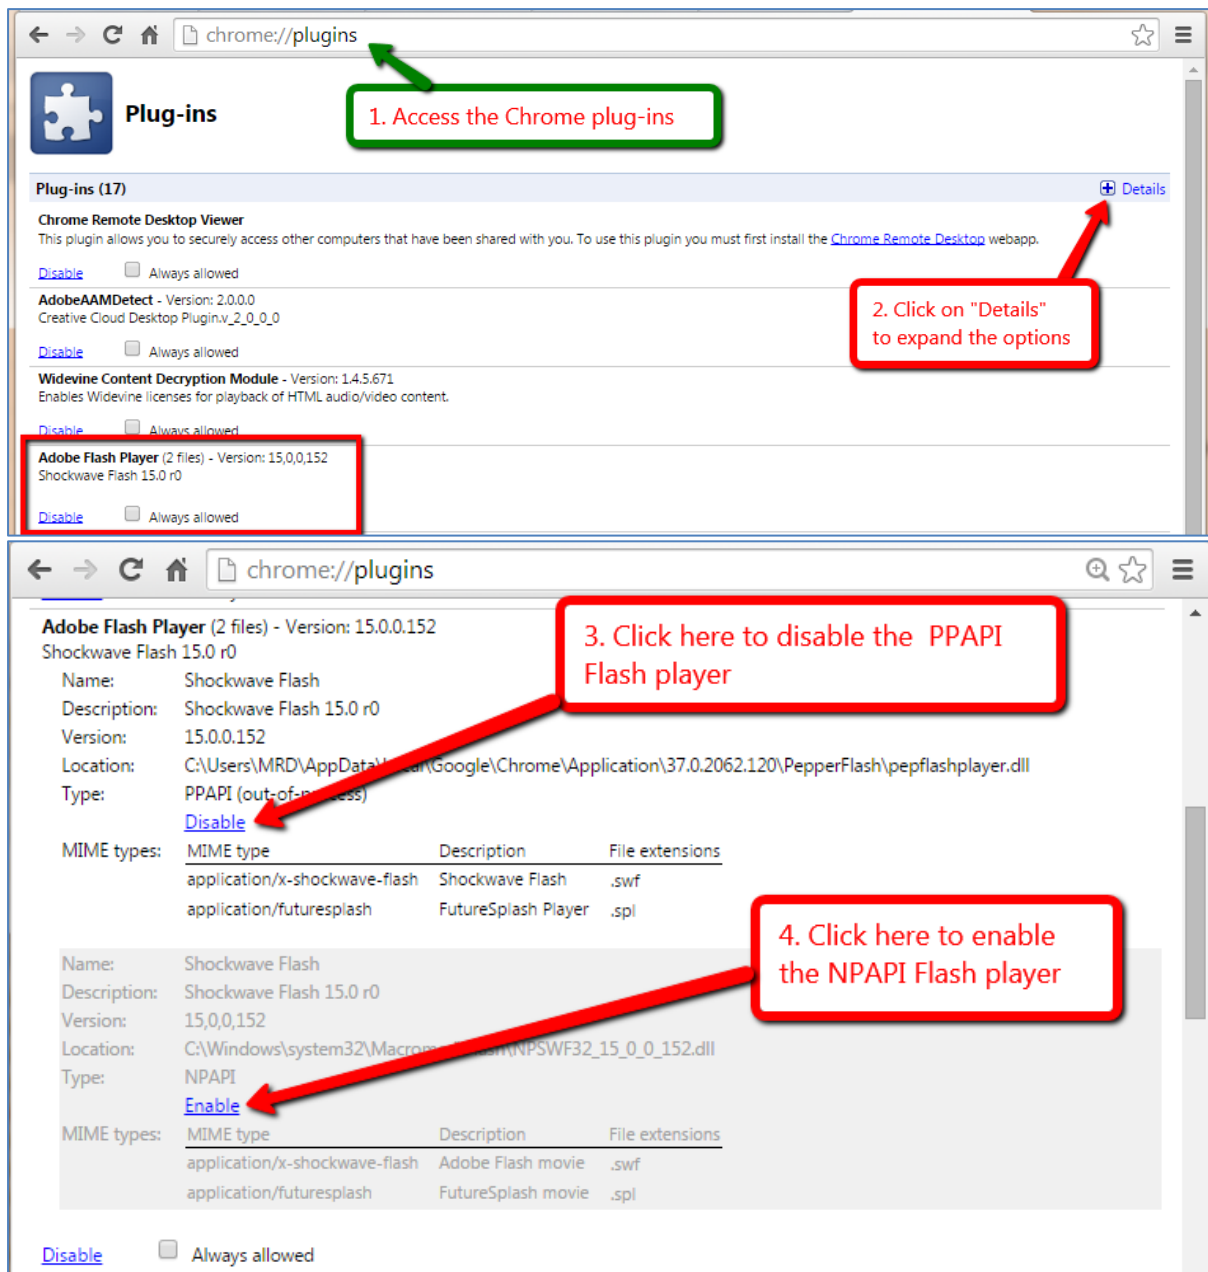 chrome://plugins
1. Access the Chrome plug-ins
Plug-ins
Plug-ins (17)
Details
Chrome Remote Desktop Viewer
This plugin allows you to securely access other computers that have been shared with you. To use this plugin you must first install the Chrome Remote Desktop webapp.
Disable Always allowed
2. Click on "Details"
to expand the options
AdobeAAMDetect - Version: 2.0.0.0
Creative Cloud Desktop Plugin.v_2_0_0_0
Disable Always allowed
Widevine Content Decryption Module - Version: 1.4.5.671
Enables Widevine licenses for playback of HTML audio/video content.
Disable Always allowed
Adobe Flash Player (2 files) - Version: 15,0,0,152
Shockwave Flash 15.0 r0
Disable Always allowed
chrome://plugins
3. Click here to disable the PPAPI
Flash player
Adobe Flash Player (2 files) - Version: 15.0.0.152
Shockwave Flash 15.0 r0
Name: Shockwave Flash
Description: Shockwave Flash 15.0 r0
Version: 15.0.0.152
Location: C:\Users\MRD\AppData\Local\Google\Chrome\Application\37.0.2062.120\PepperFlash\pepflashplayer.dll
Type: PPAPI (out-of-process)
Disable
MIME types: MIME type Description File extensions
application/x-shockwave-flash Shockwave Flash .swf
application/futuresplash FutureSplash Player .spl
4. Click here to enable
the NPAPI Flash player
Name: Shockwave Flash
Description: Shockwave Flash 15.0 r0
Version: 15,0,0,152
Location: C:\Windows\system32\Macromed\Flash\NPSWF32_15_0_0_152.dll
Type: NPAPI
Enable
MIME types: MIME type Description File extensions
application/x-shockwave-flash Adobe Flash movie .swf
application/futuresplash FutureSplash movie .spl
Disable Always allowed